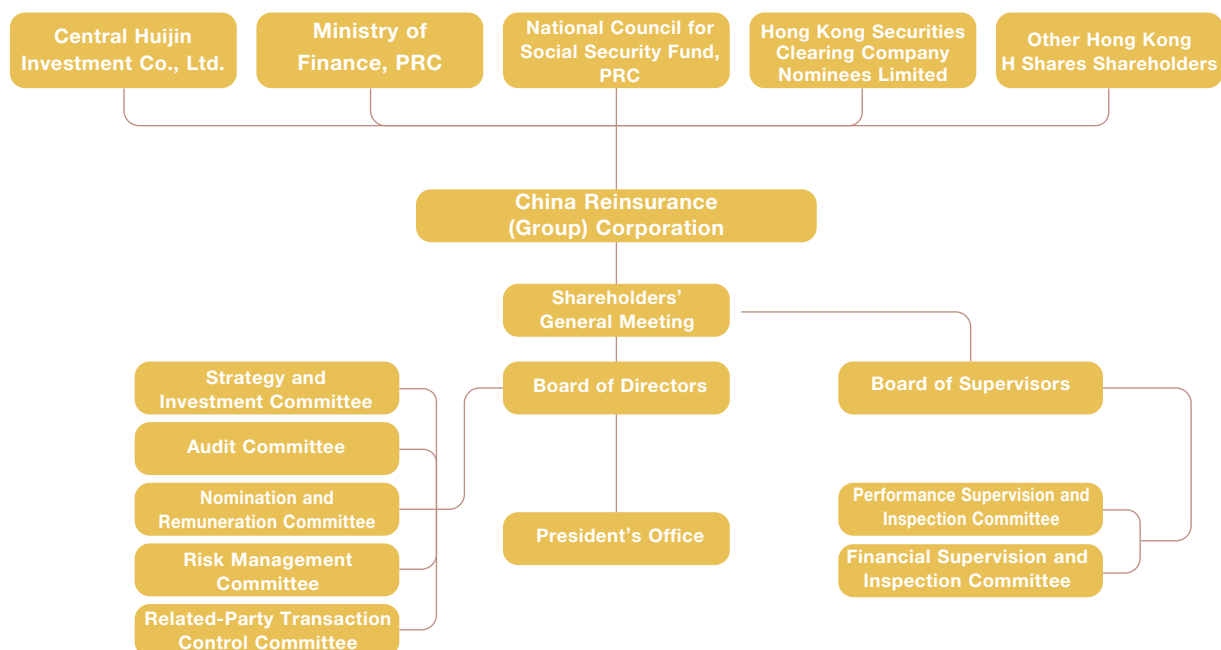 Central Huijin
Investment Co., Ltd.
Ministry of
Finance, PRC
National Council for
Social Security Fund,
PRC
Hong Kong Securities
Clearing Company
Nominees Limited
Other Hong Kong
H Shares Shareholders
China Reinsurance
(Group) Corporation
Shareholders’
General Meeting
Board of Directors
Board of Supervisors
Strategy and
Investment Committee
Audit Committee
Nomination and
Remuneration Committee
Risk Management
Committee
Related-Party Transaction
Control Committee
President’s Office
Performance Supervision and
Inspection Committee
Financial Supervision and
Inspection Committee